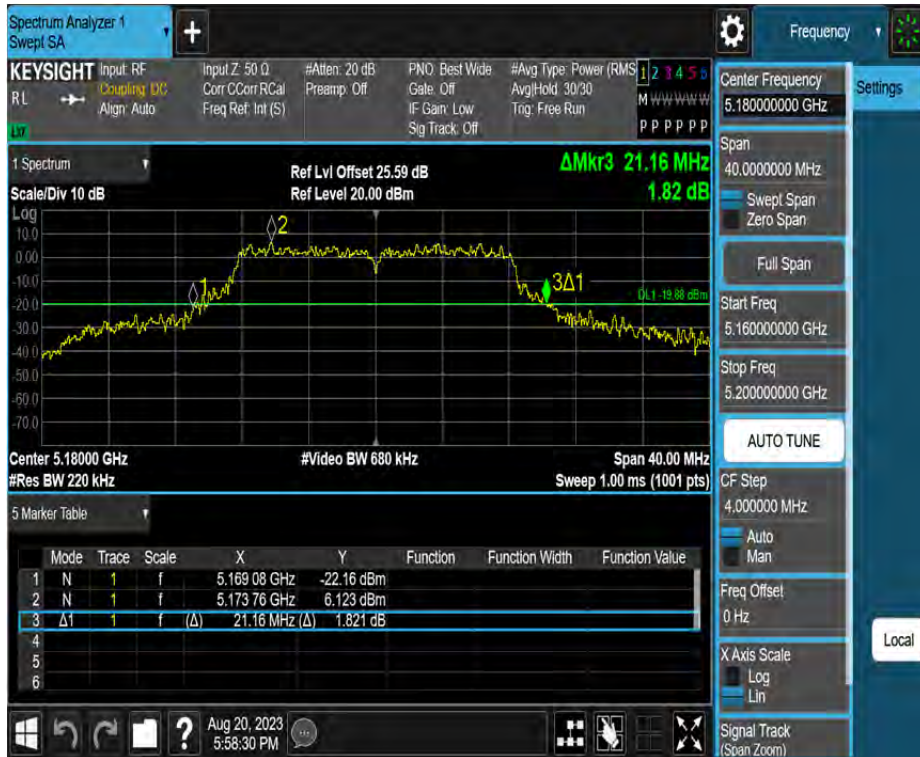 Spectrum Analyzer 1
Swept SA
+
Frequency
KEYSIGHT
Input: RF
Input Z: 50 Ω
#Atten: 20 dB
PNO: Best Wide
#Avg Type: Power (RMS
1 2 3 4 5 6
RL
Coupling: DC
Corr CCorr RCal
Preamp: Off
Gate: Off
Avg|Hold: 30/30
M W W W W W
Align: Auto
Freq Ref: Int (S)
IF Gain: Low
Trig: Free Run
Sig Track: Off
P P P P P P
LXI
1 Spectrum
Ref Lvl Offset 25.59 dB
ΔMkr3 21.16 MHz
Scale/Div 10 dB
Ref Level 20.00 dBm
1.82 dB
Log
10.0
0.00
-10.0
-20.0
-30.0
-40.0
-50.0
-60.0
-70.0
2
1
3Δ1
DL1 -19.88 dBm
Center 5.18000 GHz
#Video BW 680 kHz
Span 40.00 MHz
#Res BW 220 kHz
Sweep 1.00 ms (1001 pts)
5 Marker Table
Mode Trace Scale X Y Function Function Width Function Value
1 N 1 f 5.169 08 GHz -22.16 dBm
2 N 1 f 5.173 76 GHz 6.123 dBm
3 Δ1 1 f (Δ) 21.16 MHz (Δ) 1.821 dB
4
5
6
?
Aug 20, 2023
5:58:30 PM
Center Frequency
5.180000000 GHz
Settings
Span
40.0000000 MHz
Swept Span
Zero Span
Full Span
Start Freq
5.160000000 GHz
Stop Freq
5.200000000 GHz
AUTO TUNE
CF Step
4.000000 MHz
Auto
Man
Freq Offset
0 Hz
Local
X Axis Scale
Log
Lin
Signal Track
(Span Zoom)